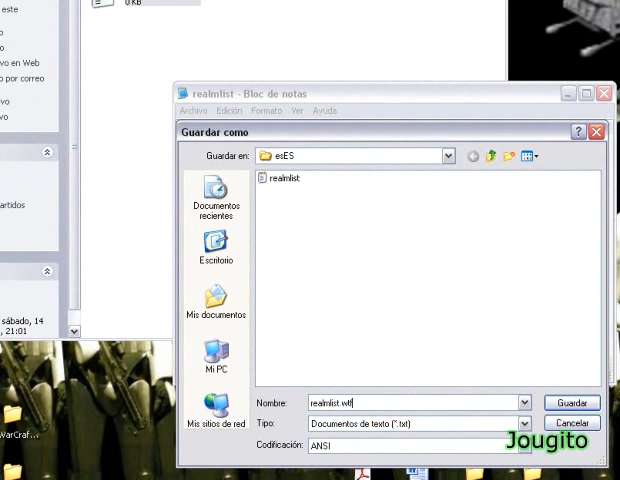 este
0 KB
o
vo en Web
o por correo
vo
vo
artidos
sábado, 14
, 21:01
WarCraf...
realmlist - Bloc de notas
Archivo Edición Formato Ver Ayuda
Guardar como
Guardar en: esES
realmlist
Documentos
recientes
Escritorio
Mis documentos
Mi PC
Mis sitios de red
Nombre: realmlist.wtf
Guardar
Tipo: Documentos de texto (*.txt)
Cancelar
Codificación: ANSI
Jougito